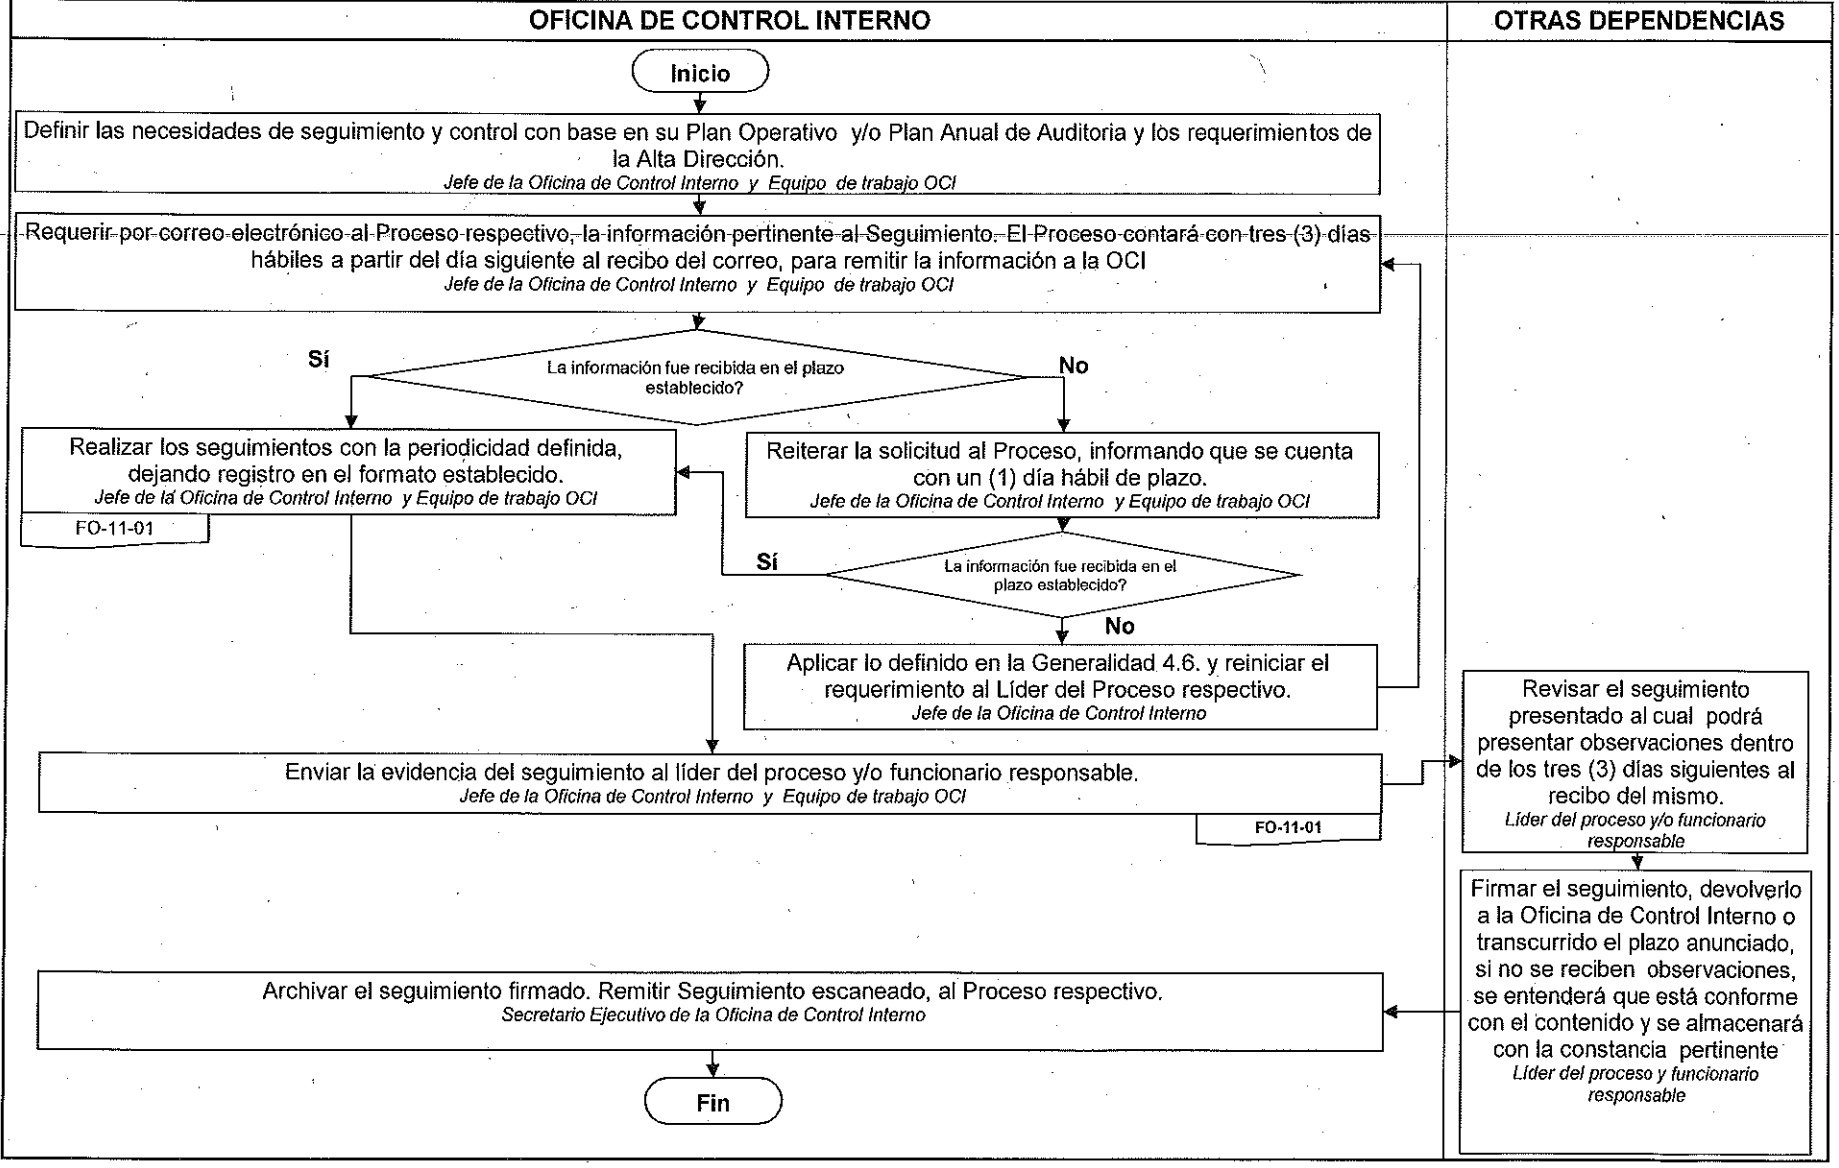 OFICINA DE CONTROL INTERNO
OTRAS DEPENDENCIAS
Inicio
Definir las necesidades de seguimiento y control con base en su Plan Operativo y/o Plan Anual de Auditoria y los requerimientos de
la Alta Dirección.
Jefe de la Oficina de Control Interno y Equipo de trabajo OCI
Requerir por correo electrónico al Proceso respectivo, la información pertinente al Seguimiento. El Proceso contará con tres (3) días
hábiles a partir del día siguiente al recibo del correo, para remitir la información a la OCI
Jefe de la Oficina de Control Interno y Equipo de trabajo OCI
Sí
La información fue recibida en el plazo
establecido?
No
Realizar los seguimientos con la periodicidad definida,
dejando registro en el formato establecido.
Jefe de la Oficina de Control Interno y Equipo de trabajo OCI
FO-11-01
Reiterar la solicitud al Proceso, informando que se cuenta
con un (1) día hábil de plazo.
Jefe de la Oficina de Control Interno y Equipo de trabajo OCI
Sí
La información fue recibida en el
plazo establecido?
No
Aplicar lo definido en la Generalidad 4.6. y reiniciar el
requerimiento al Líder del Proceso respectivo.
Jefe de la Oficina de Control Interno
Enviar la evidencia del seguimiento al líder del proceso y/o funcionario responsable.
Jefe de la Oficina de Control Interno y Equipo de trabajo OCI
FO-11-01
Revisar el seguimiento
presentado al cual podrá
presentar observaciones dentro
de los tres (3) días siguientes al
recibo del mismo.
Líder del proceso y/o funcionario
responsable
Firmar el seguimiento, devolverlo
a la Oficina de Control Interno o
transcurrido el plazo anunciado,
si no se reciben observaciones,
se entenderá que está conforme
con el contenido y se almacenará
con la constancia pertinente
Líder del proceso y funcionario
responsable
Archivar el seguimiento firmado. Remitir Seguimiento escaneado, al Proceso respectivo.
Secretario Ejecutivo de la Oficina de Control Interno
Fin